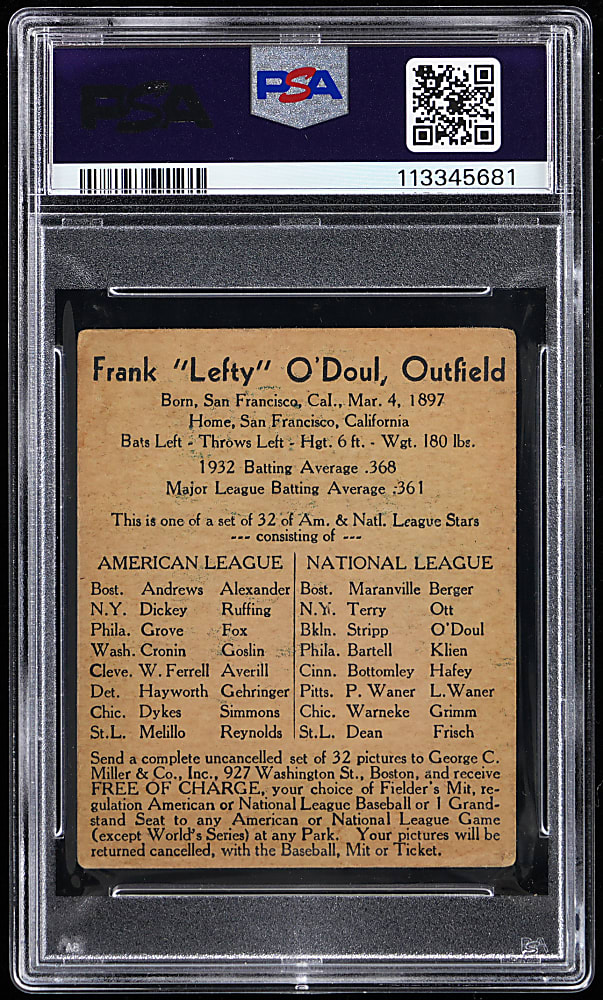 PSA
PSA
113345681
Frank "Lefty" O'Doul, Outfield
Born, San Francisco, Cal., Mar. 4, 1897
Home, San Francisco, California
Bats Left - Throws Left - Hgt. 6 ft. - Wgt. 180 lbs.
1932 Batting Average .368
Major League Batting Average .361
This is one of a set of 32 of Am. & Natl. League Stars
--- consisting of ---
AMERICAN LEAGUE
Bost. Andrews Alexander
N.Y. Dickey Ruffing
Phila. Grove Fox
Wash. Cronin Goslin
Cleve. W. Ferrell Averill
Det. Hayworth Gehringer
Chic. Dykes Simmons
St.L. Melillo Reynolds
NATIONAL LEAGUE
Bost. Maranville Berger
N.Y. Terry Ott
Bkln. Stripp O'Doul
Phila. Bartell Klien
Cinn. Bottomley Hafey
Pitts. P. Waner L. Waner
Chic. Warneke Grimm
St.L. Dean Frisch
Send a complete uncancelled set of 32 pictures to George C.
Miller & Co., Inc., 927 Washington St., Boston, and receive
FREE OF CHARGE, your choice of Fielder's Mit, re-
gulation American or National League Baseball or 1 Grand-
stand Seat to any American or National League Game
(except World's Series) at any Park. Your pictures will be
returned cancelled, with the Baseball, Mit or Ticket.